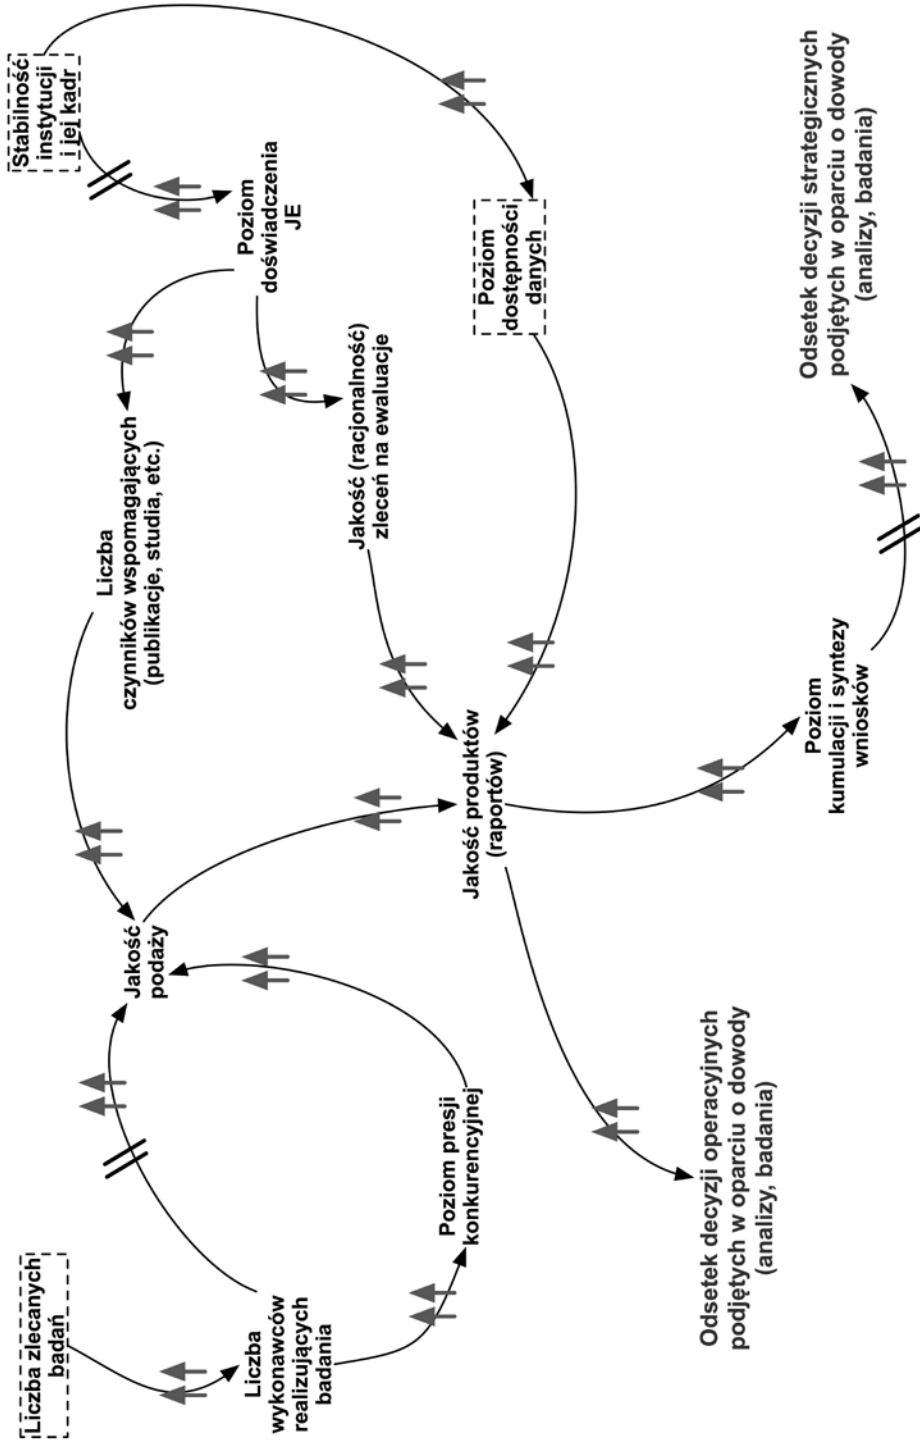 Liczba zlecanych
badań
Stabilność
instytucji
i jej kadr
Liczba
czynników wspomagających
(publikacje, studia, etc.)
Jakość
podaży
Poziom
doświadczenia
JE
Liczba
wykonawców
realizujących
badania
Jakość (racjonalność)
zleceń na ewaluacje
Poziom presji
konkurencyjnej
Jakość produktów
(raportów)
Poziom
dostępności
danych
Odsetek decyzji operacyjnych
podjętych w oparciu o dowody
(analizy, badania)
Poziom
kumulacji i syntezy
wniosków
Odsetek decyzji strategicznych
podjętych w oparciu o dowody
(analizy, badania)